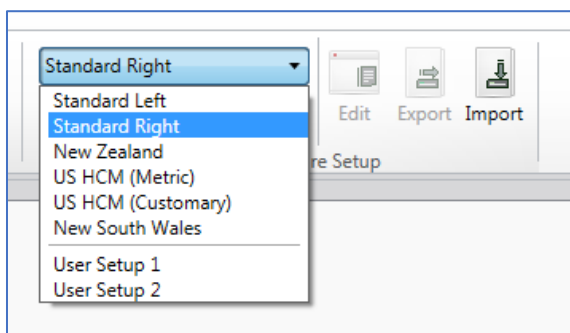 Standard Right
Edit Export Import
Standard Left
Standard Right
New Zealand
US HCM (Metric)
US HCM (Customary)
New South Wales
User Setup 1
User Setup 2
re Setup